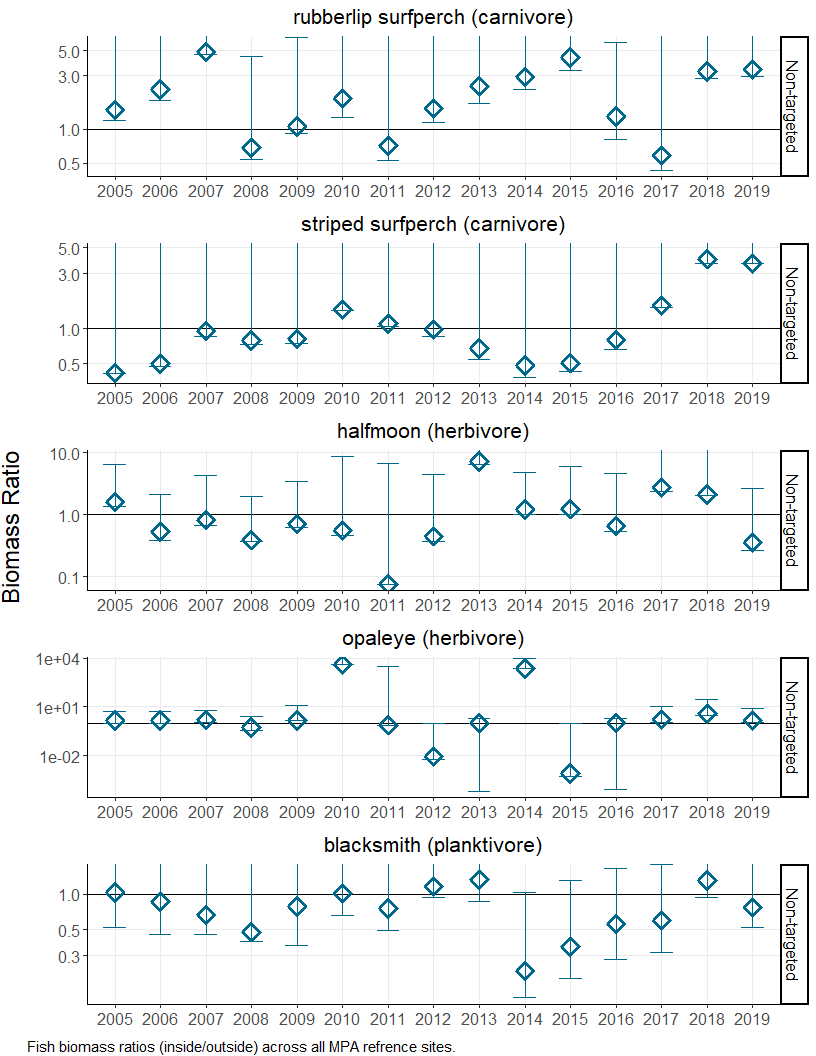 rubberlip surfperch (carnivore)
5.0
3.0
1.0
0.5
Non-targeted
2005 2006 2007 2008 2009 2010 2011 2012 2013 2014 2015 2016 2017 2018 2019
striped surfperch (carnivore)
5.0
3.0
1.0
0.5
Non-targeted
2005 2006 2007 2008 2009 2010 2011 2012 2013 2014 2015 2016 2017 2018 2019
Biomass Ratio
halfmoon (herbivore)
10.0
1.0
0.1
Non-targeted
2005 2006 2007 2008 2009 2010 2011 2012 2013 2014 2015 2016 2017 2018 2019
opaleye (herbivore)
1e+04
1e+01
1e-02
Non-targeted
2005 2006 2007 2008 2009 2010 2011 2012 2013 2014 2015 2016 2017 2018 2019
blacksmith (planktivore)
1.0
0.5
0.3
Non-targeted
2005 2006 2007 2008 2009 2010 2011 2012 2013 2014 2015 2016 2017 2018 2019
Fish biomass ratios (inside/outside) across all MPA refrence sites.